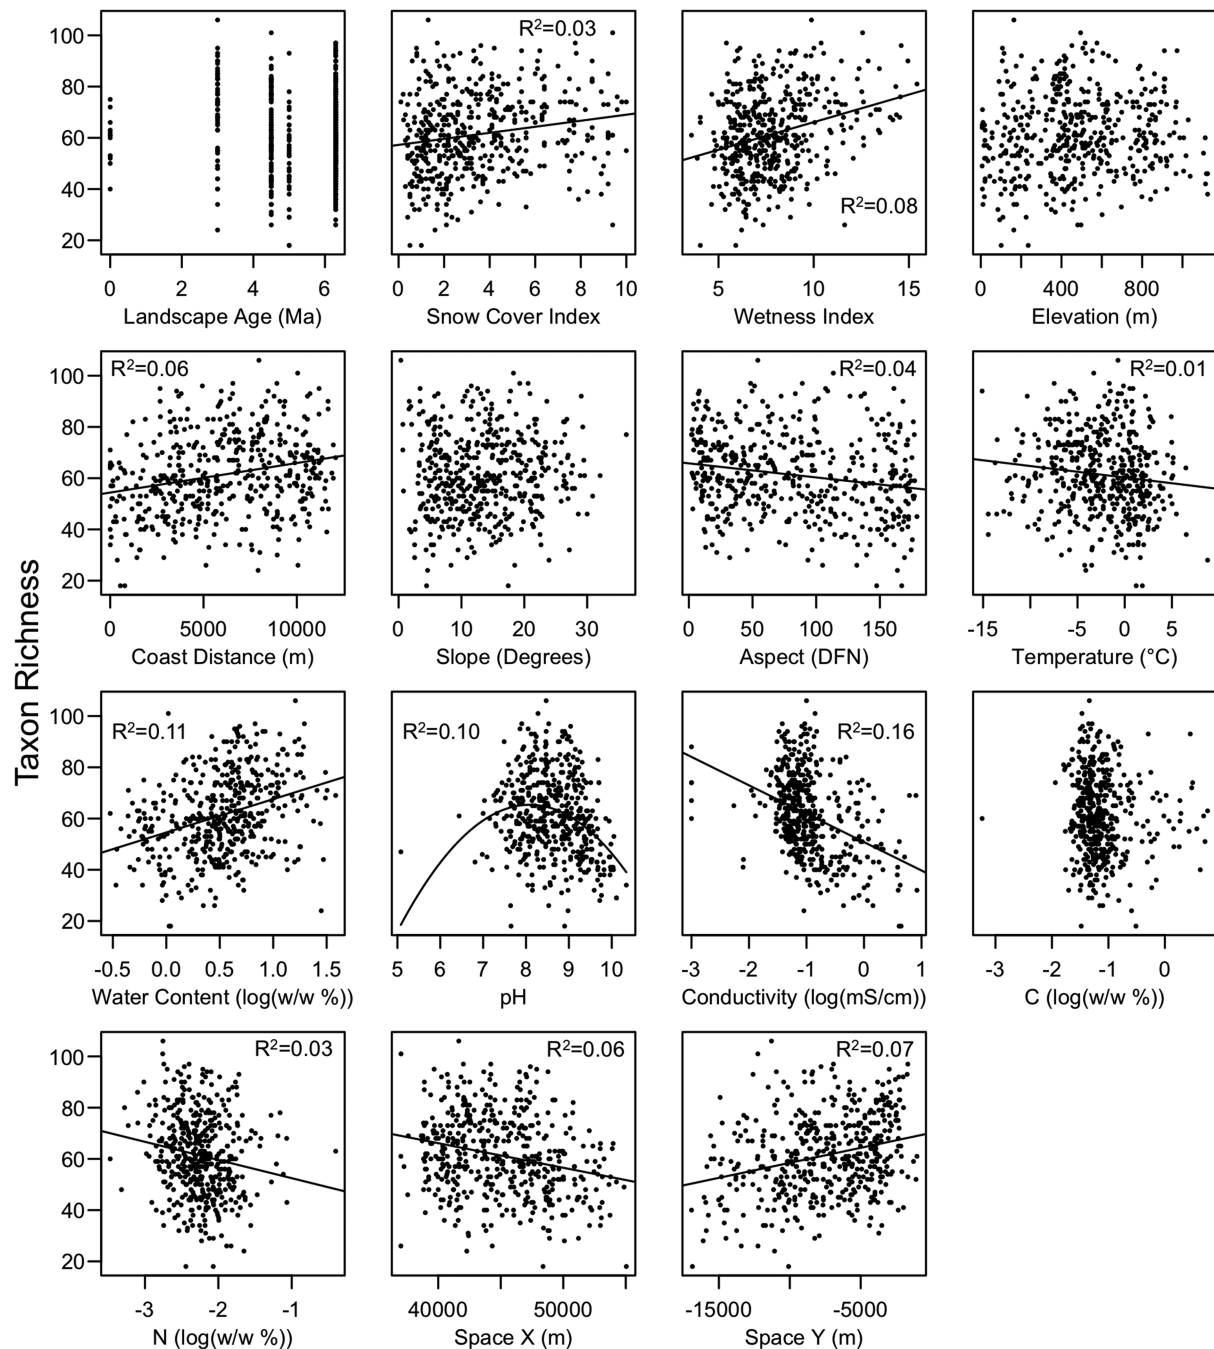 Taxon Richness
100
80
60
40
20
0 2 4 6
Landscape Age (Ma)
R²=0.03
0 2 4 6 8 10
Snow Cover Index
R²=0.08
5 10 15
Wetness Index
0 400 800
Elevation (m)
100
80
60
40
20
R²=0.06
0 5000 10000
Coast Distance (m)
0 10 20 30
Slope (Degrees)
R²=0.04
0 50 100 150
Aspect (DFN)
R²=0.01
-15 -5 0 5
Temperature (°C)
100
80
60
40
20
R²=0.11
-0.5 0.0 0.5 1.0 1.5
Water Content (log(w/w %))
R²=0.10
5 6 7 8 9 10
pH
R²=0.16
-3 -2 -1 0 1
Conductivity (log(mS/cm))
-3 -2 -1 0
C (log(w/w %))
100
80
60
40
20
R²=0.03
-3 -2 -1
N (log(w/w %))
R²=0.06
40000 50000
Space X (m)
R²=0.07
-15000 -5000
Space Y (m)